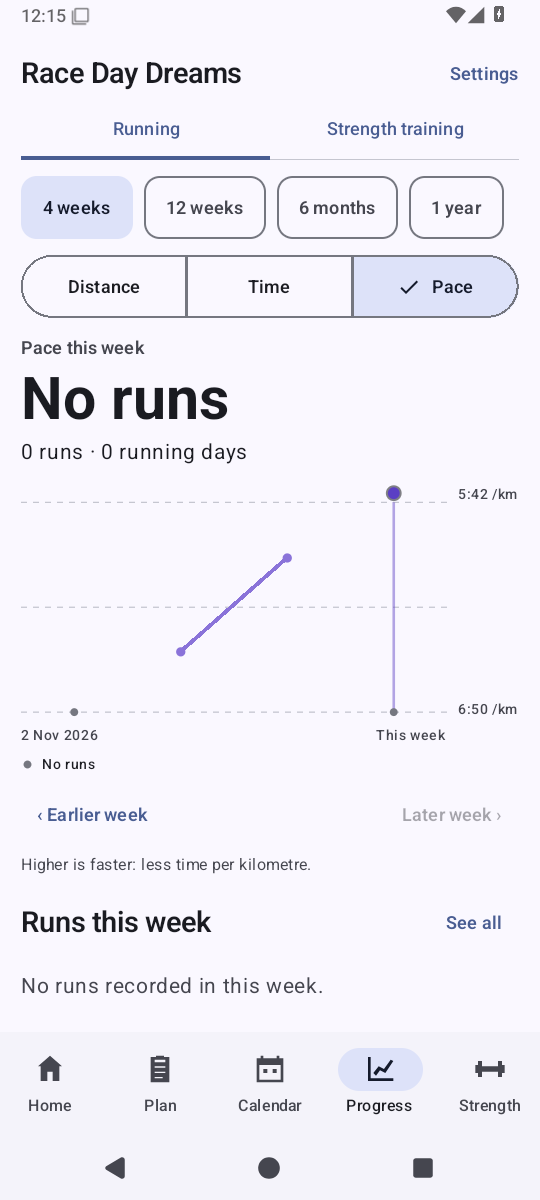 12:15
Race Day Dreams
Settings
Running
Strength training
4 weeks
12 weeks
6 months
1 year
Distance
Time
Pace
Pace this week
No runs
0 runs · 0 running days
5:42 /km
6:50 /km
2 Nov 2026
This week
No runs
‹ Earlier week
Later week ›
Higher is faster: less time per kilometre.
Runs this week
See all
No runs recorded in this week.
Home
Plan
Calendar
Progress
Strength